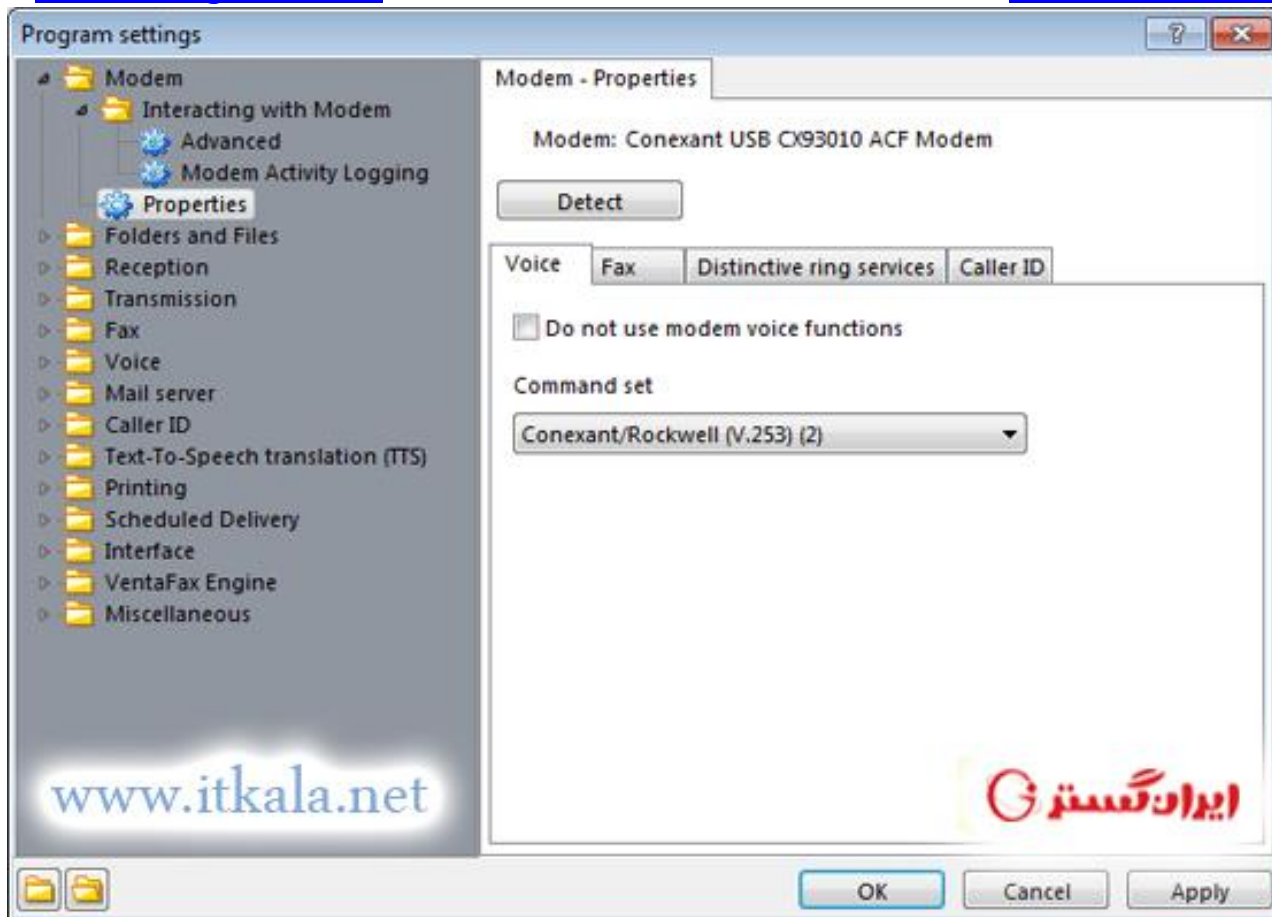 Program settings
Modem
Interacting with Modem
Advanced
Modem Activity Logging
Properties
Folders and Files
Reception
Transmission
Fax
Voice
Mail server
Caller ID
Text-To-Speech translation (TTS)
Printing
Scheduled Delivery
Interface
VentaFax Engine
Miscellaneous
www.itkala.net
Modem - Properties
Modem: Conexant USB CX93010 ACF Modem
Detect
Voice Fax Distinctive ring services Caller ID
Do not use modem voice functions
Command set
Conexant/Rockwell (V.253) (2)
ایران گستر
OK Cancel Apply